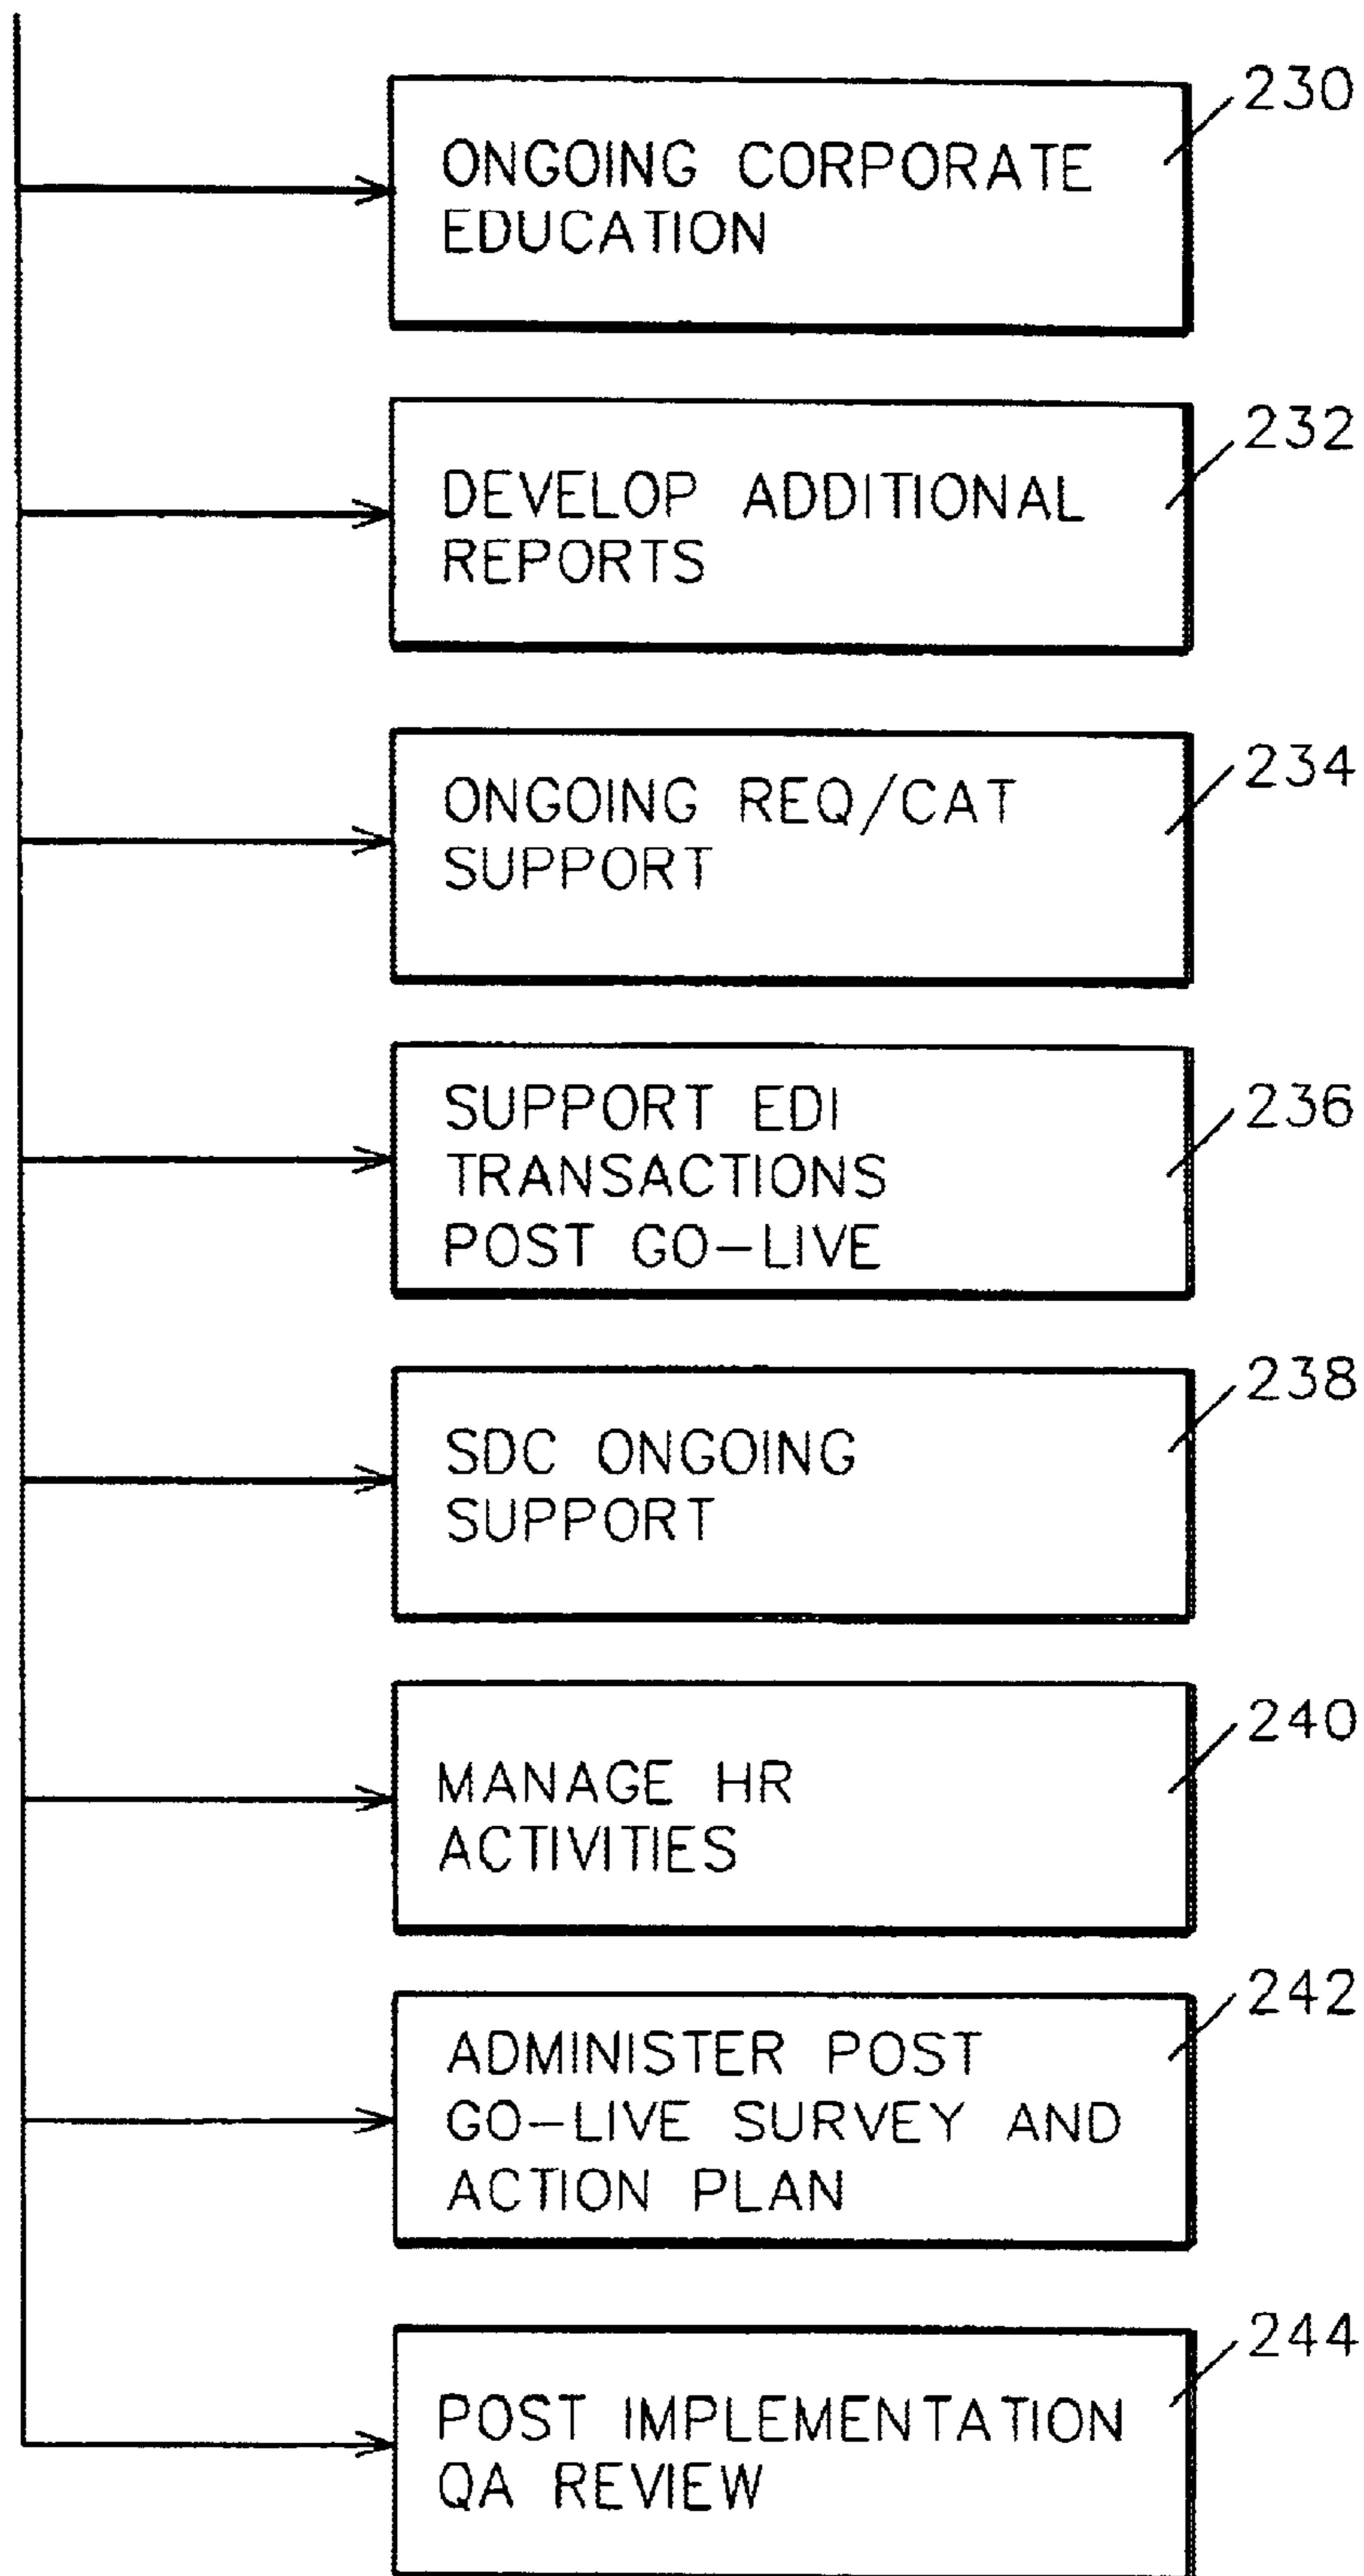 230
ONGOING CORPORATE
EDUCATION
232
DEVELOP ADDITIONAL
REPORTS
234
ONGOING REQ/CAT
SUPPORT
236
SUPPORT EDI
TRANSACTIONS
POST GO-LIVE
238
SDC ONGOING
SUPPORT
240
MANAGE HR
ACTIVITIES
242
ADMINISTER POST
GO-LIVE SURVEY AND
ACTION PLAN
244
POST IMPLEMENTATION
QA REVIEW